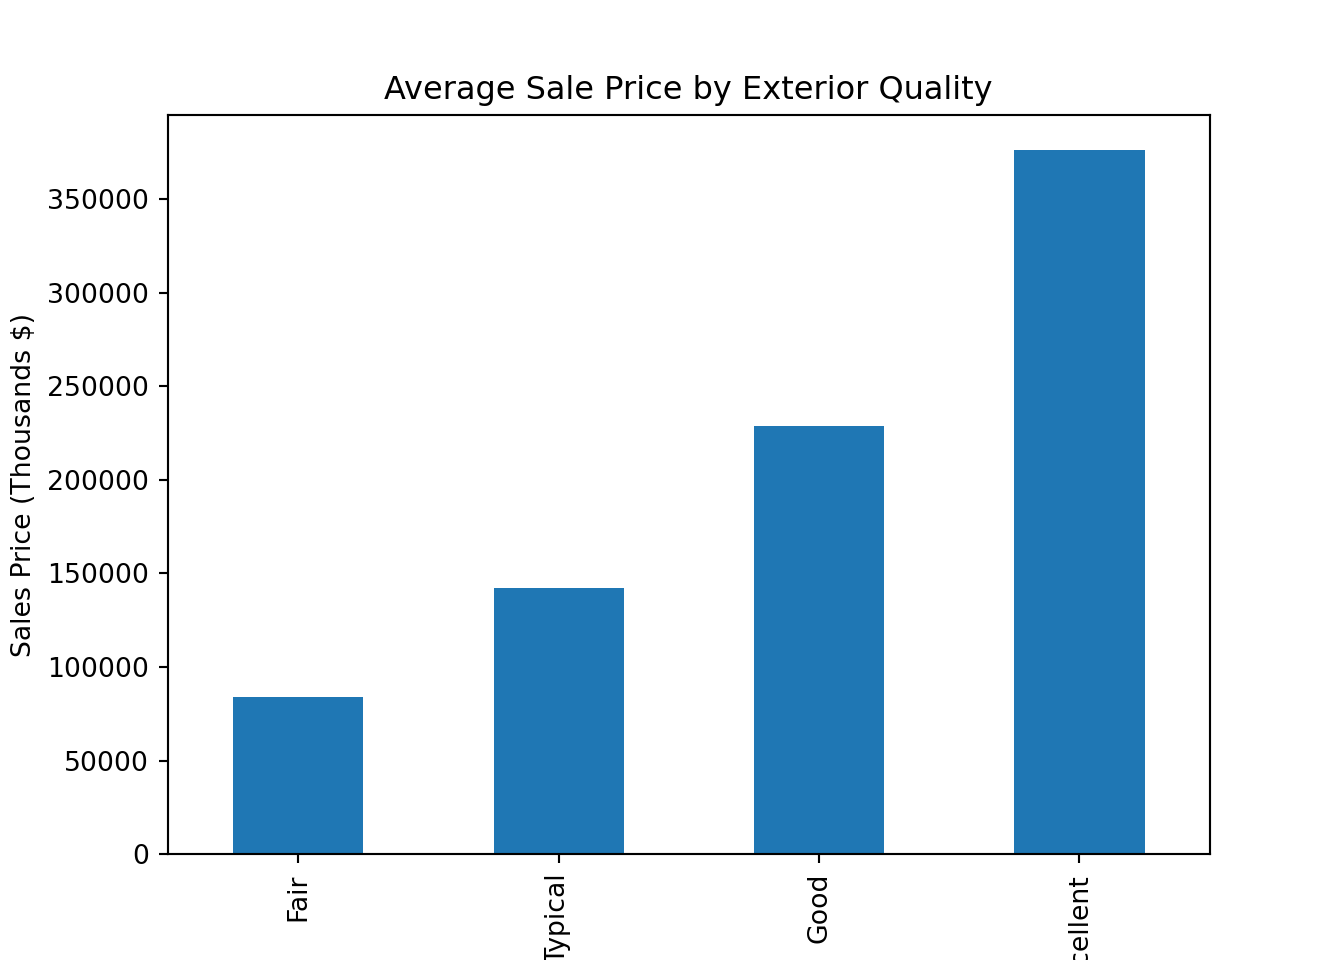 Average Sale Price by Exterior Quality
Sales Price (Thousands $)
350000
300000
250000
200000
150000
100000
50000
0
Fair
Typical
Good
cellent